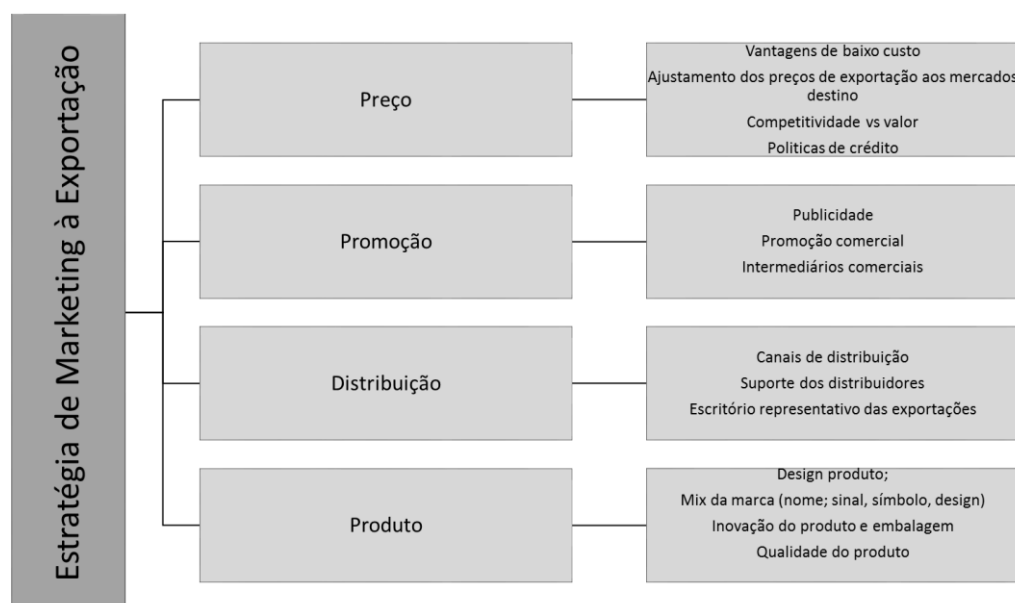 Estratégia de Marketing à Exportação
Preço
Vantagens de baixo custo
Ajustamento dos preços de exportação aos mercados
destino
Competitividade vs valor
Politicas de crédito
Promoção
Publicidade
Promoção comercial
Intermediários comerciais
Distribuição
Canais de distribuição
Suporte dos distribuidores
Escritório representativo das exportações
Produto
Design produto;
Mix da marca (nome; sinal, símbolo, design)
Inovação do produto e embalagem
Qualidade do produto